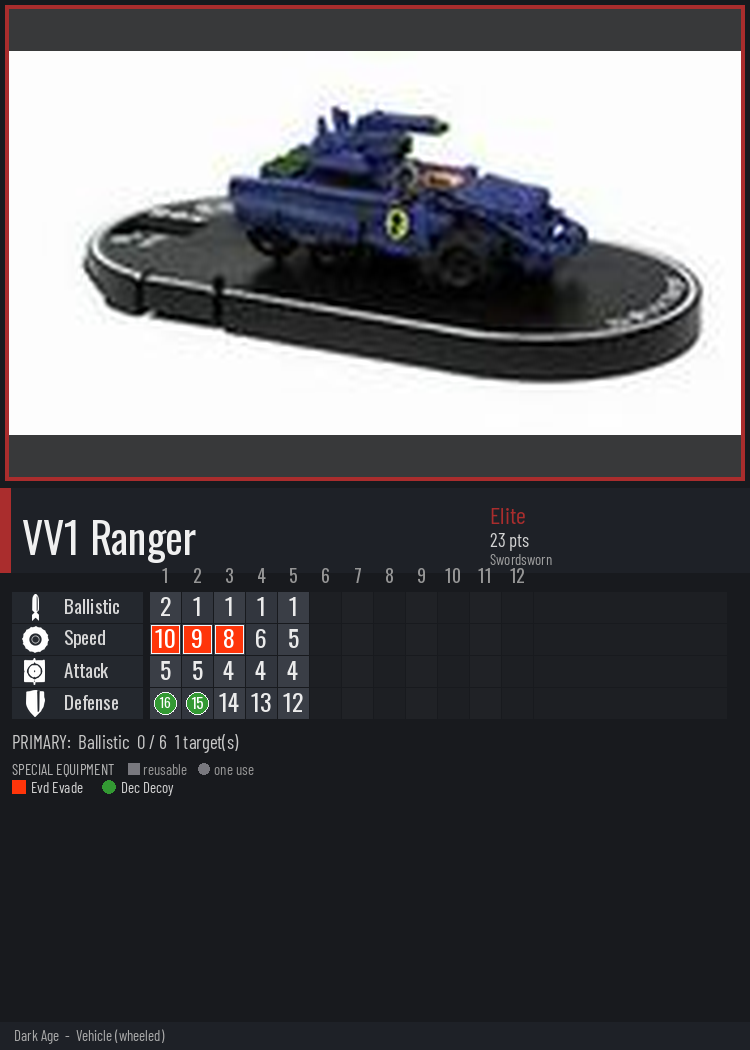 VV1 Ranger
Elite
23 pts
Swordsworn
1 2 3 4 5 6 7 8 9 10 11 12
Ballistic 2 1 1 1 1
Speed 10 9 8 6 5
Attack 5 5 4 4 4
Defense 16 15 14 13 12
PRIMARY: Ballistic 0 / 6 1 target(s)
SPECIAL EQUIPMENT reusable one use
Evd Evade Dec Decoy
Dark Age - Vehicle (wheeled)